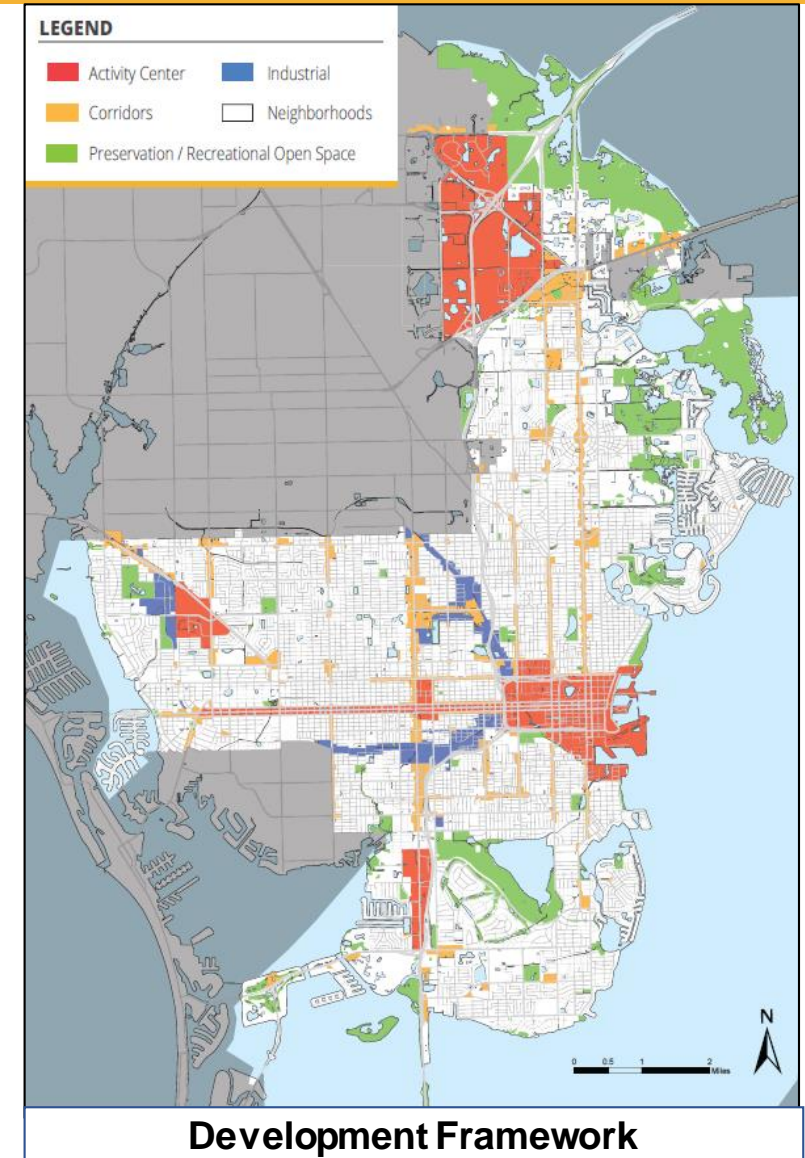 LEGEND
Activity Center Industrial
Corridors Neighborhoods
Preservation / Recreational Open Space
N
0 0.5 1 2
Miles
Development Framework